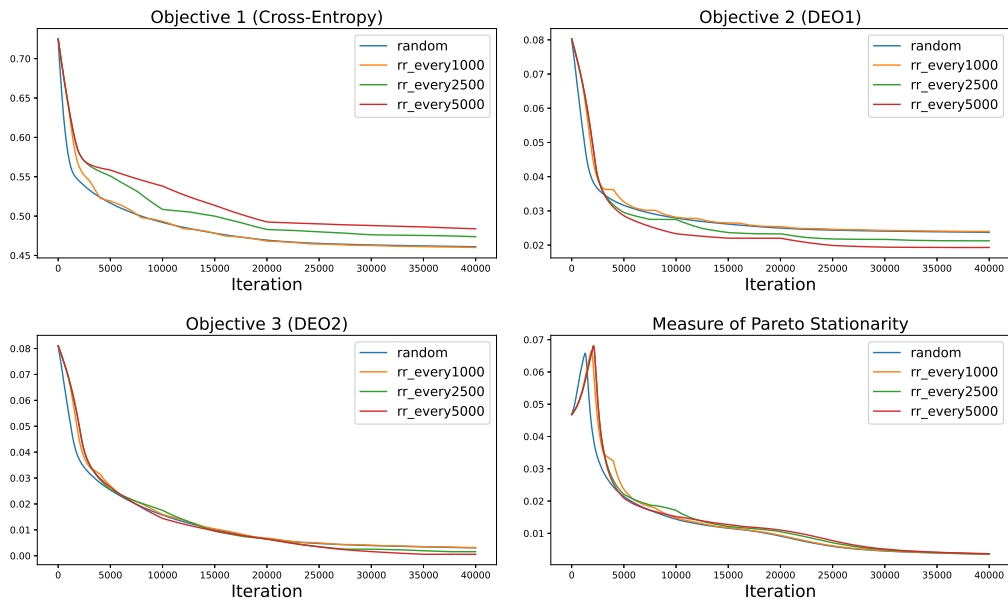 Objective 1 (Cross-Entropy)
0.70
0.65
0.60
0.55
0.50
0.45
0 5000 10000 15000 20000 25000 30000 35000 40000
Iteration
random
rr_every1000
rr_every2500
rr_every5000
Objective 2 (DEO1)
0.08
0.07
0.06
0.05
0.04
0.03
0.02
0 5000 10000 15000 20000 25000 30000 35000 40000
Iteration
random
rr_every1000
rr_every2500
rr_every5000
Objective 3 (DEO2)
0.08
0.07
0.06
0.05
0.04
0.03
0.02
0.01
0.00
0 5000 10000 15000 20000 25000 30000 35000 40000
Iteration
random
rr_every1000
rr_every2500
rr_every5000
Measure of Pareto Stationarity
0.07
0.06
0.05
0.04
0.03
0.02
0.01
0 5000 10000 15000 20000 25000 30000 35000 40000
Iteration
random
rr_every1000
rr_every2500
rr_every5000